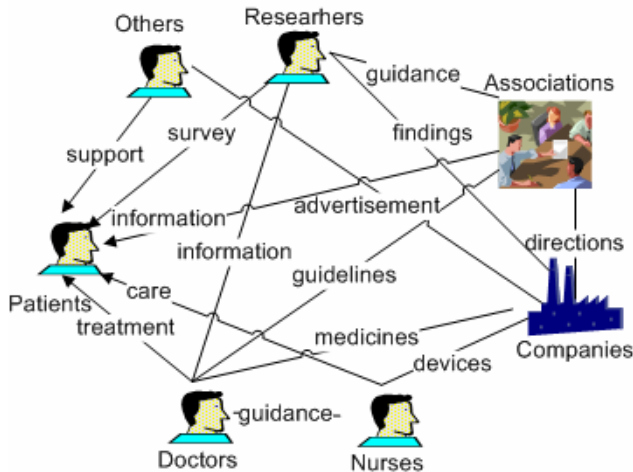 Researhers
Others
guidance
Associations
survey
findings
support
information
advertisement
information
directions
guidelines
care
Patients
treatment
medicines
Companies
devices
guidance
Doctors
Nurses